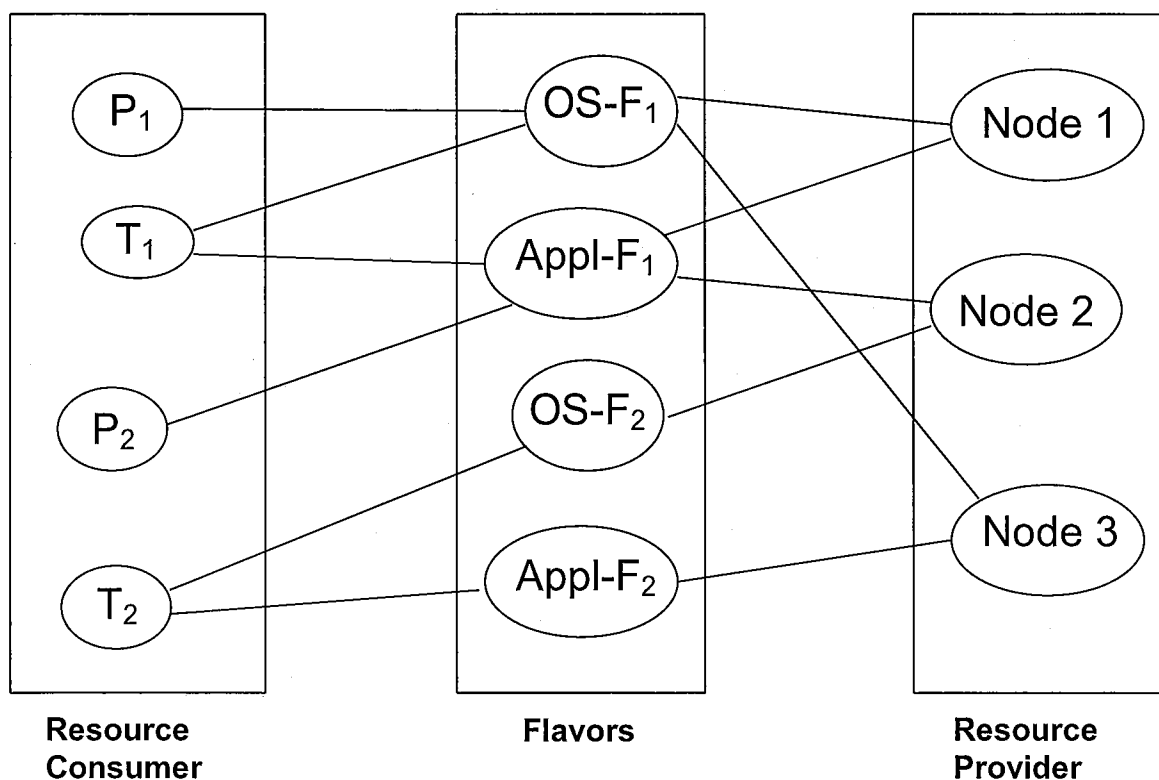 P₁
T₁
P₂
T₂
OS-F₁
Appl-F₁
OS-F₂
Appl-F₂
Node 1
Node 2
Node 3
Resource
Consumer
Flavors
Resource
Provider